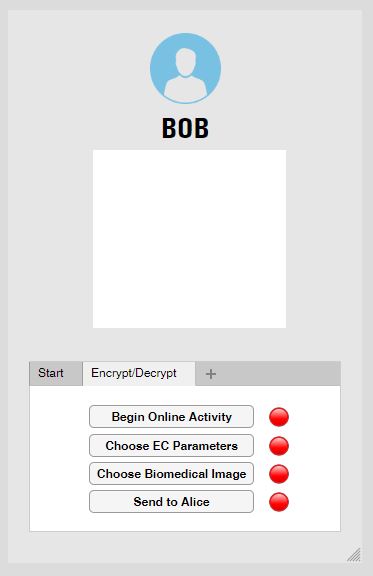 BOB
Start
Encrypt/Decrypt
+
Begin Online Activity
Choose EC Parameters
Choose Biomedical Image
Send to Alice